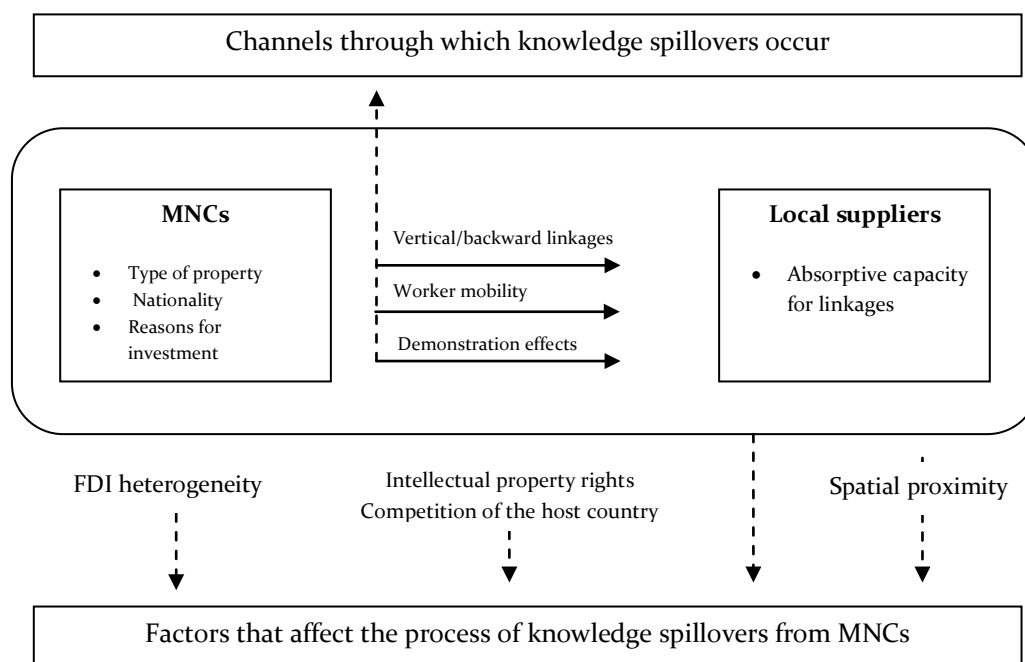 Channels through which knowledge spillovers occur
MNCs
• Type of property
• Nationality
• Reasons for
investment
Vertical/backward linkages
Worker mobility
Demonstration effects
Local suppliers
• Absorptive capacity
for linkages
FDI heterogeneity
Intellectual property rights
Competition of the host country
Spatial proximity
Factors that affect the process of knowledge spillovers from MNCs